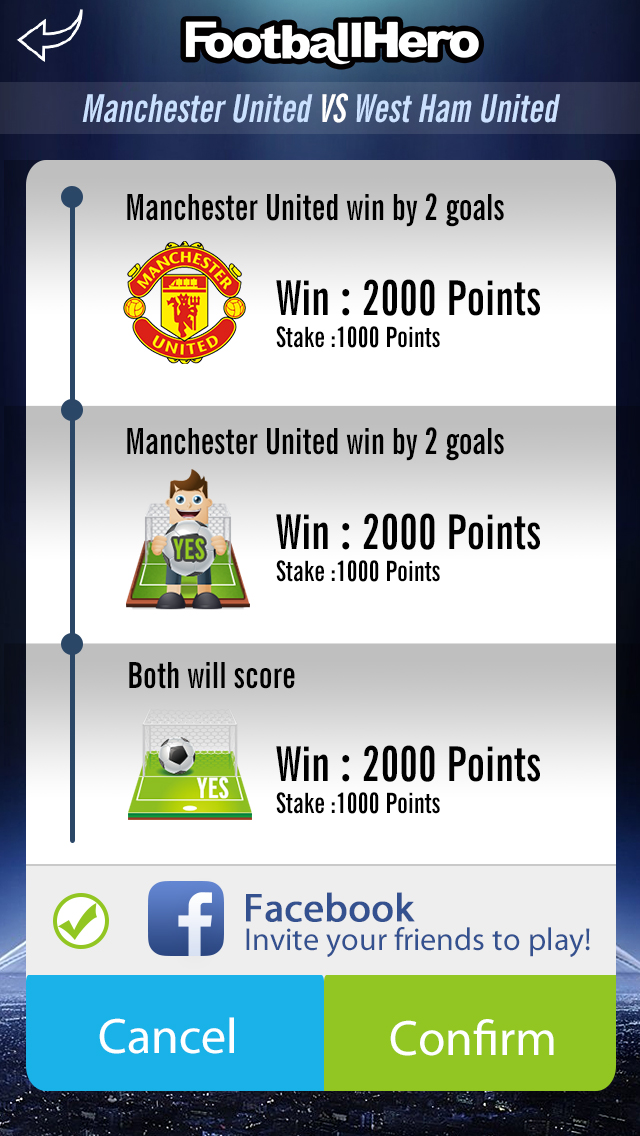 FootballHero
Manchester United VS West Ham United
Manchester United win by 2 goals
MANCHESTER
UNITED
Win : 2000 Points
Stake :1000 Points
Manchester United win by 2 goals
YES
Win : 2000 Points
Stake :1000 Points
Both will score
YES
Win : 2000 Points
Stake :1000 Points
f
Facebook
Invite your friends to play!
Cancel
Confirm